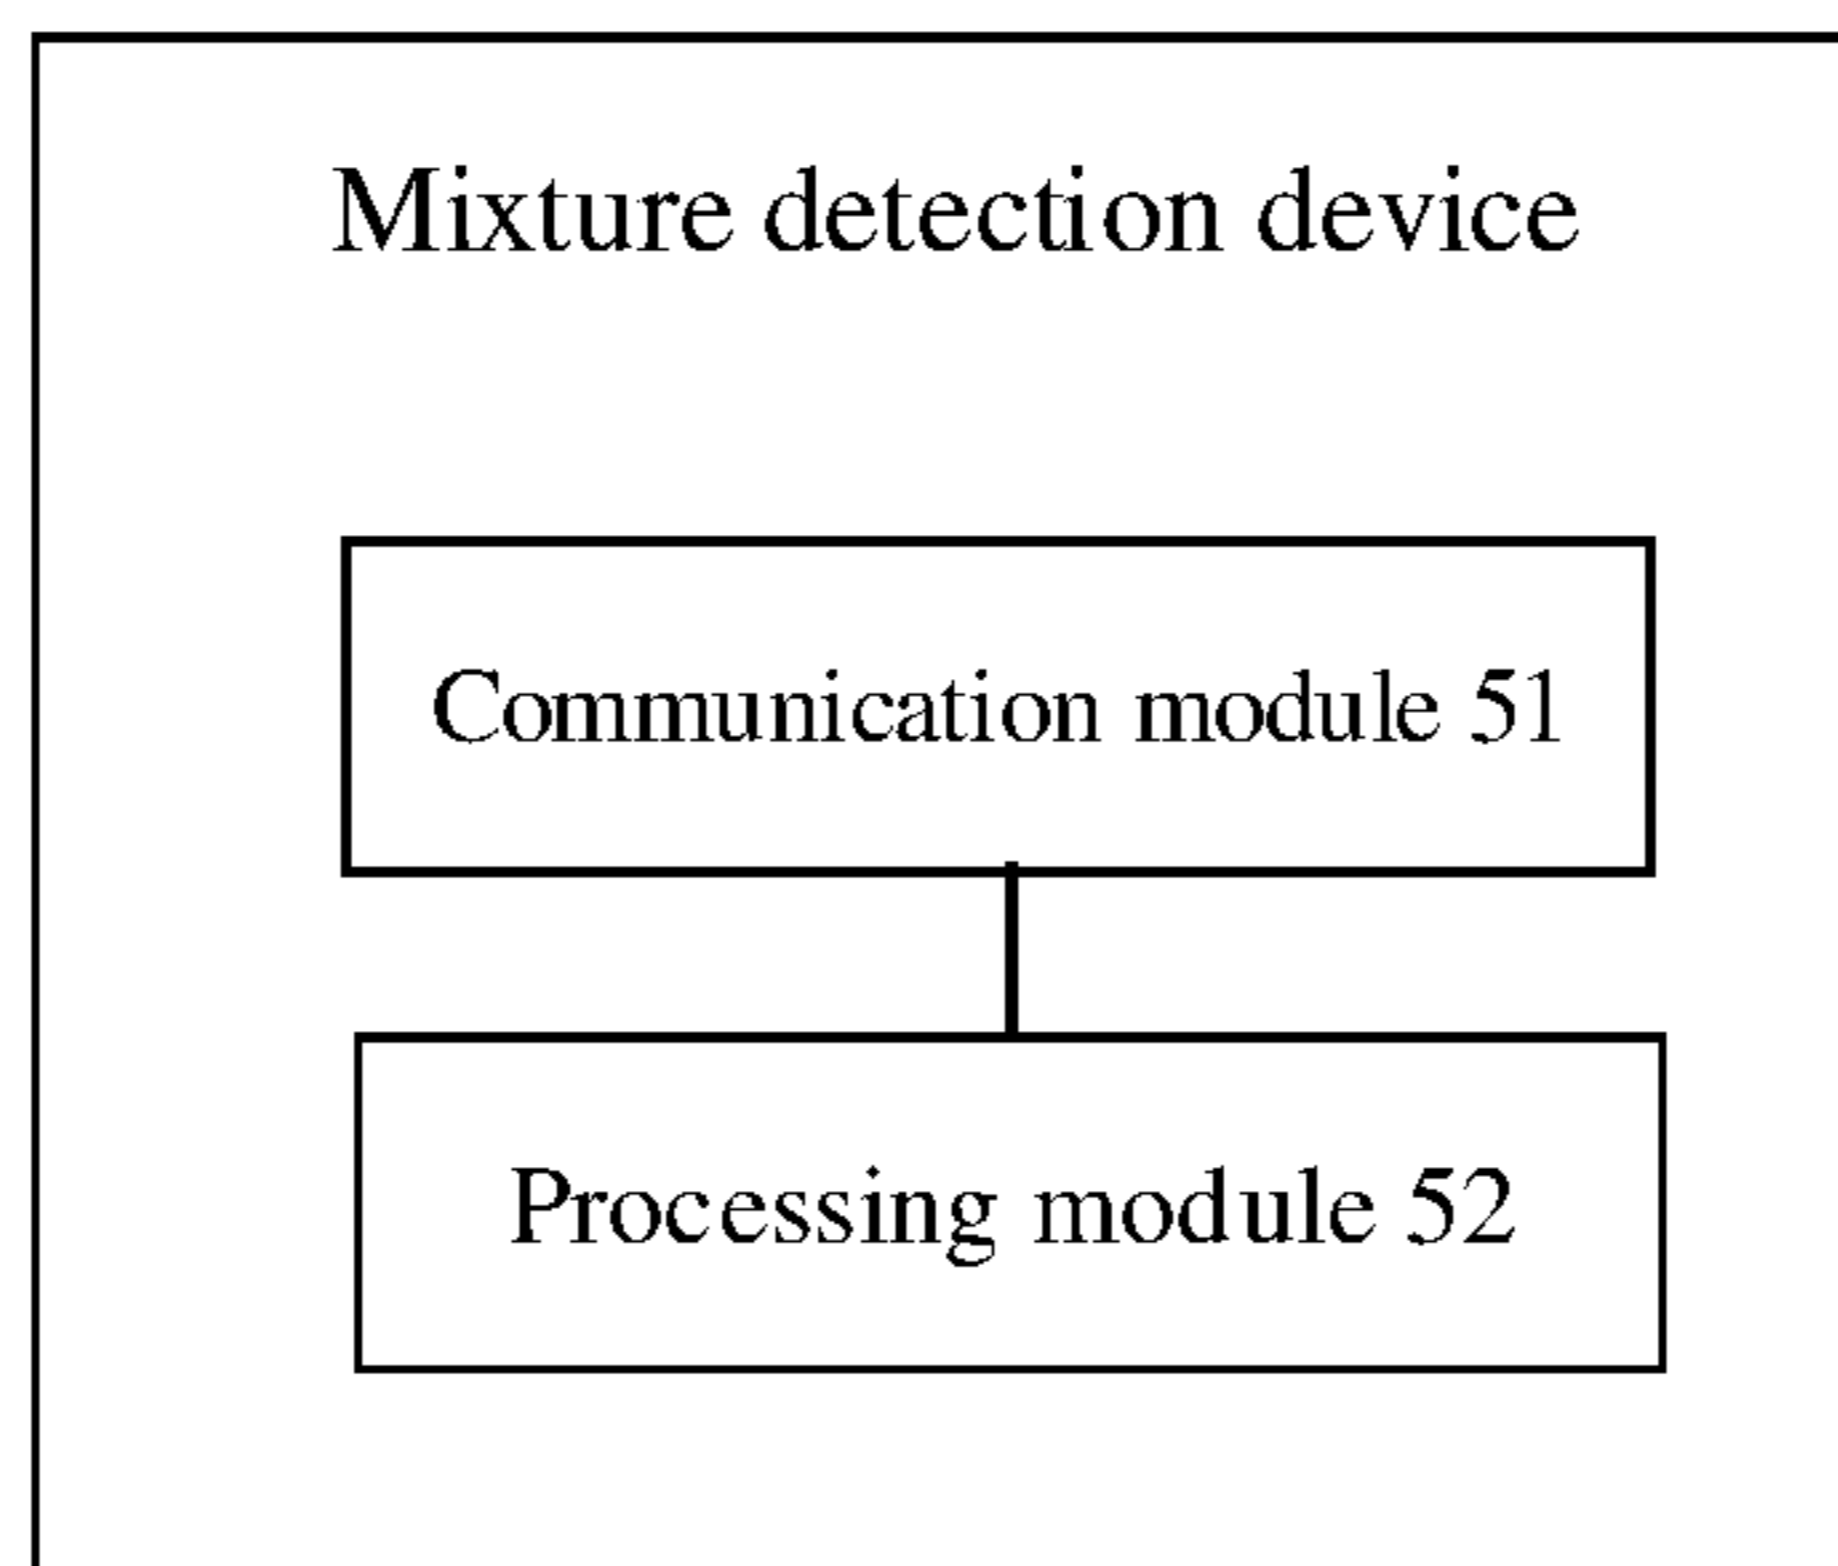 Mixture detection device
Communication module 51
Processing module 52